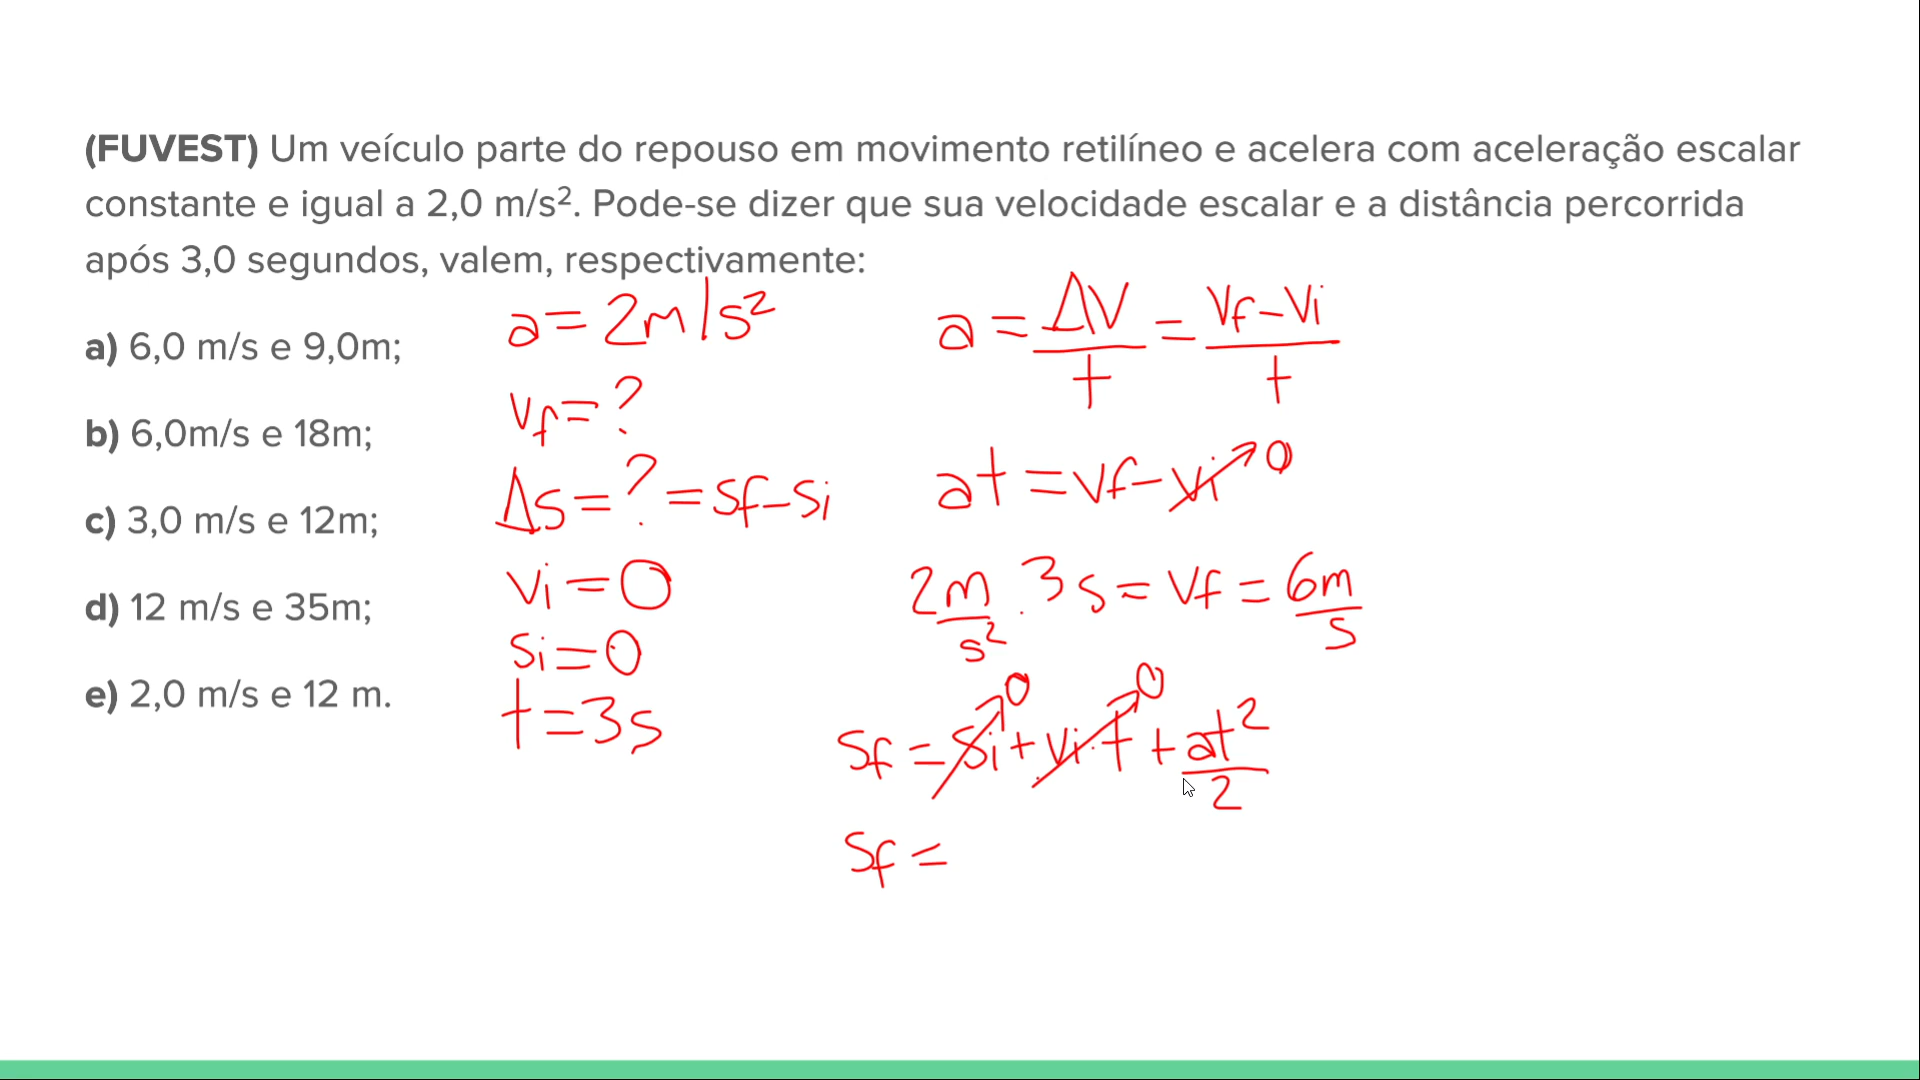 (FUVEST) Um veículo parte do repouso em movimento retilíneo e acelera com aceleração escalar
constante e igual a 2,0 m/s². Pode-se dizer que sua velocidade escalar e a distância percorrida
após 3,0 segundos, valem, respectivamente:
a) 6,0 m/s e 9,0m;
b) 6,0m/s e 18m;
c) 3,0 m/s e 12m;
d) 12 m/s e 35m;
e) 2,0 m/s e 12 m.
a = 2m/s²
vf = ?
Δs = ? = sf - si
vi = 0
si = 0
t = 3s
a = ΔV/t = Vf - Vi/t
at = vf - vi 0
2m/s² . 3s = vf = 6m/s
sf = si 0 + vi.t 0 + at²/2
sf =